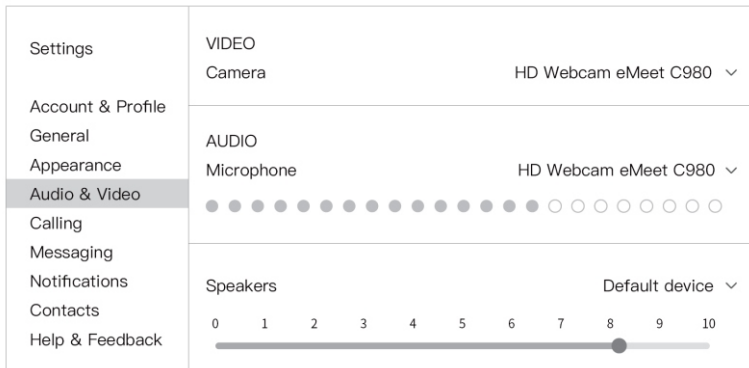 Settings
Account & Profile
General
Appearance
Audio & Video
Calling
Messaging
Notifications
Contacts
Help & Feedback
VIDEO
Camera HD Webcam eMeet C980
AUDIO
Microphone HD Webcam eMeet C980
Speakers Default device
0 1 2 3 4 5 6 7 8 9 10